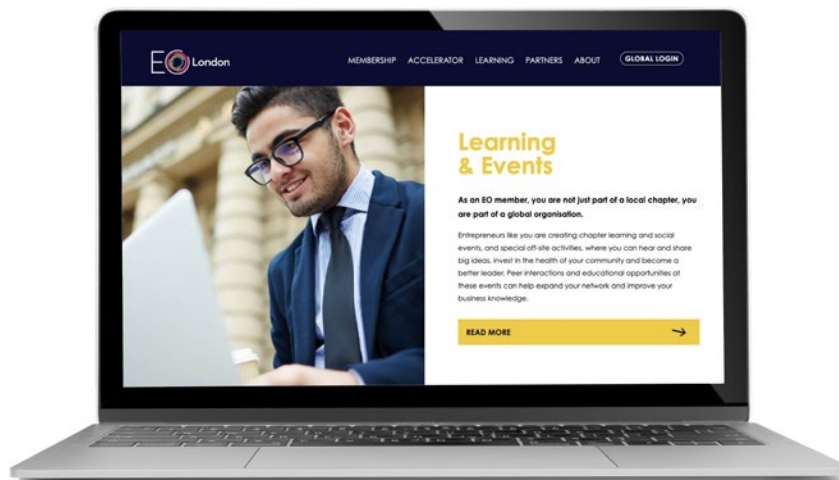 EO London
MEMBERSHIP ACCELERATOR LEARNING PARTNERS ABOUT GLOBAL LOGIN
Learning
& Events
As an EO member, you are not just part of a local chapter, you
are part of a global organisation.
Entrepreneurs like you are creating chapter learning and social
events, and special off-site activities, where you can hear and share
big ideas, invest in the health of your community and become a
better leader. Peer interactions and educational opportunities at
these events can help expand your network and improve your
business knowledge.
READ MORE